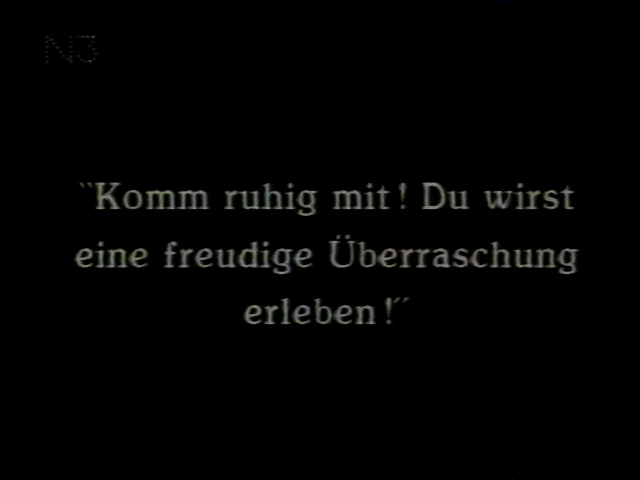 N3
"Komm ruhig mit! Du wirst
eine freudige Überraschung
erleben!"